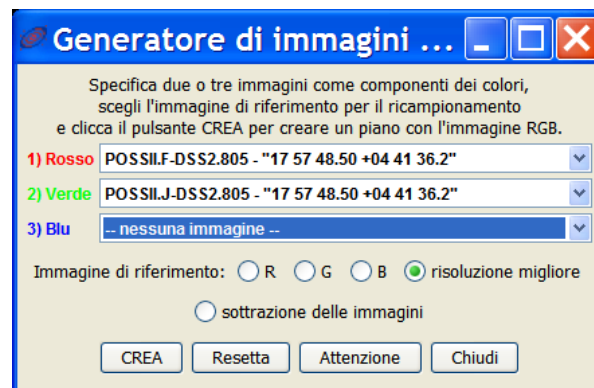 Generatore di immagini ...
Specifica due o tre immagini come componenti dei colori,
scegli l'immagine di riferimento per il ricampionamento
e clicca il pulsante CREA per creare un piano con l'immagine RGB.
1) Rosso POSSII.F-DSS2.805 - "17 57 48.50 +04 41 36.2"
2) Verde POSSII.J-DSS2.805 - "17 57 48.50 +04 41 36.2"
3) Blu -- nessuna immagine --
Immagine di riferimento: R G B risoluzione migliore
sottrazione delle immagini
CREA Resetta Attenzione Chiudi